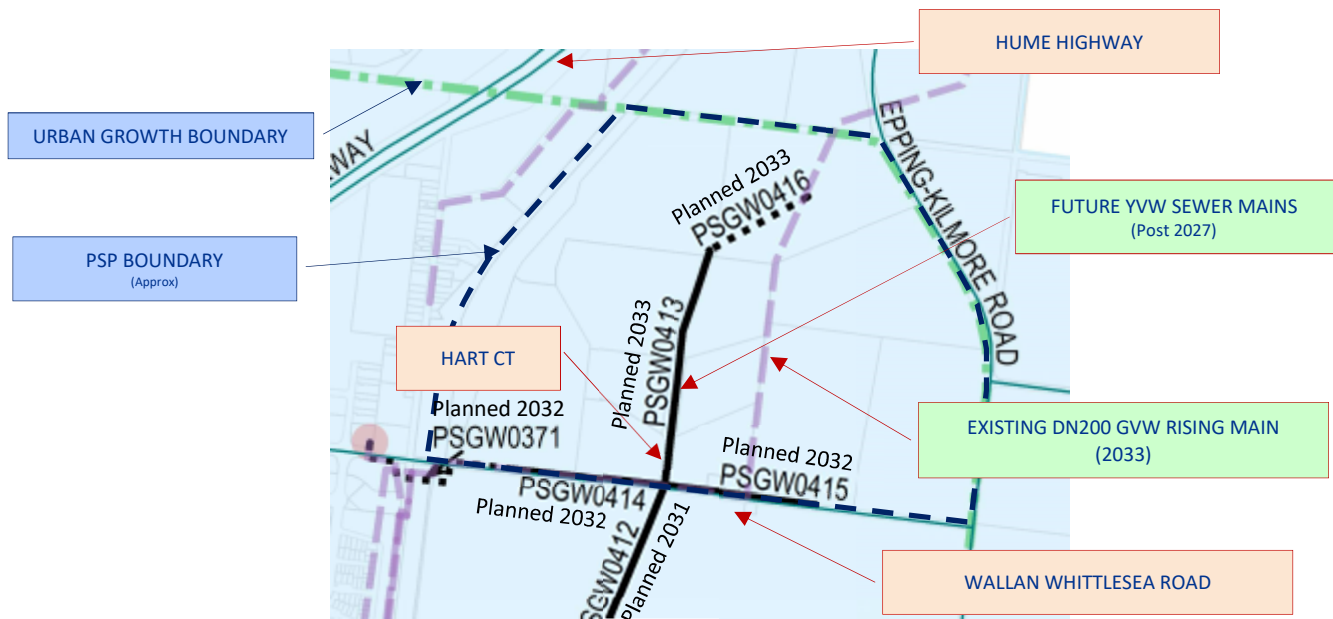 HUME HIGHWAY
URBAN GROWTH BOUNDARY
WAY
EPPING-KILMORE ROAD
Planned 2033
PSGW0416
FUTURE YVW SEWER MAINS
(Post 2027)
PSP BOUNDARY
(Approx)
Planned 2033
PSGW0413
HART CT
Planned 2032
PSGW0371
EXISTING DN200 GVW RISING MAIN
(2033)
Planned 2032
PSGW0415
PSGW0414
Planned 2032
SGW0412
Planned 2031
WALLAN WHITTLESEA ROAD